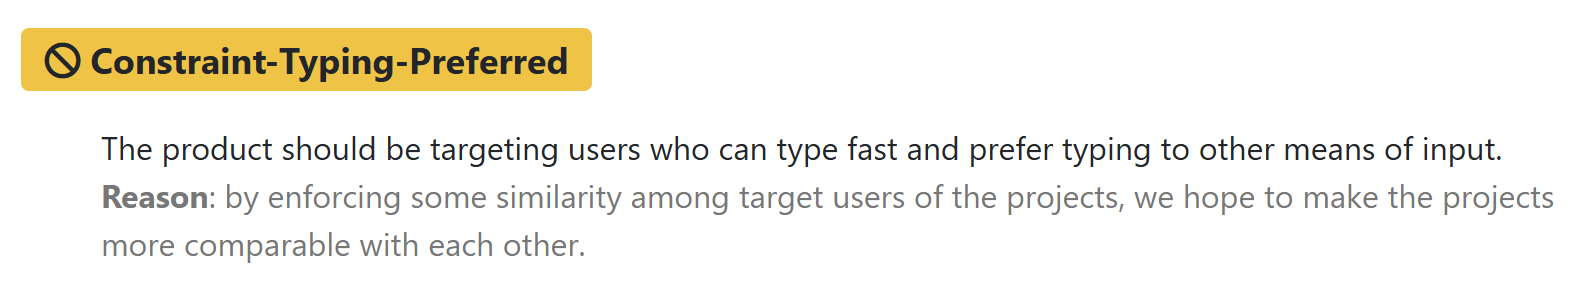 Constraint-Typing-Preferred
The product should be targeting users who can type fast and prefer typing to other means of input.
Reason: by enforcing some similarity among target users of the projects, we hope to make the projects
more comparable with each other.